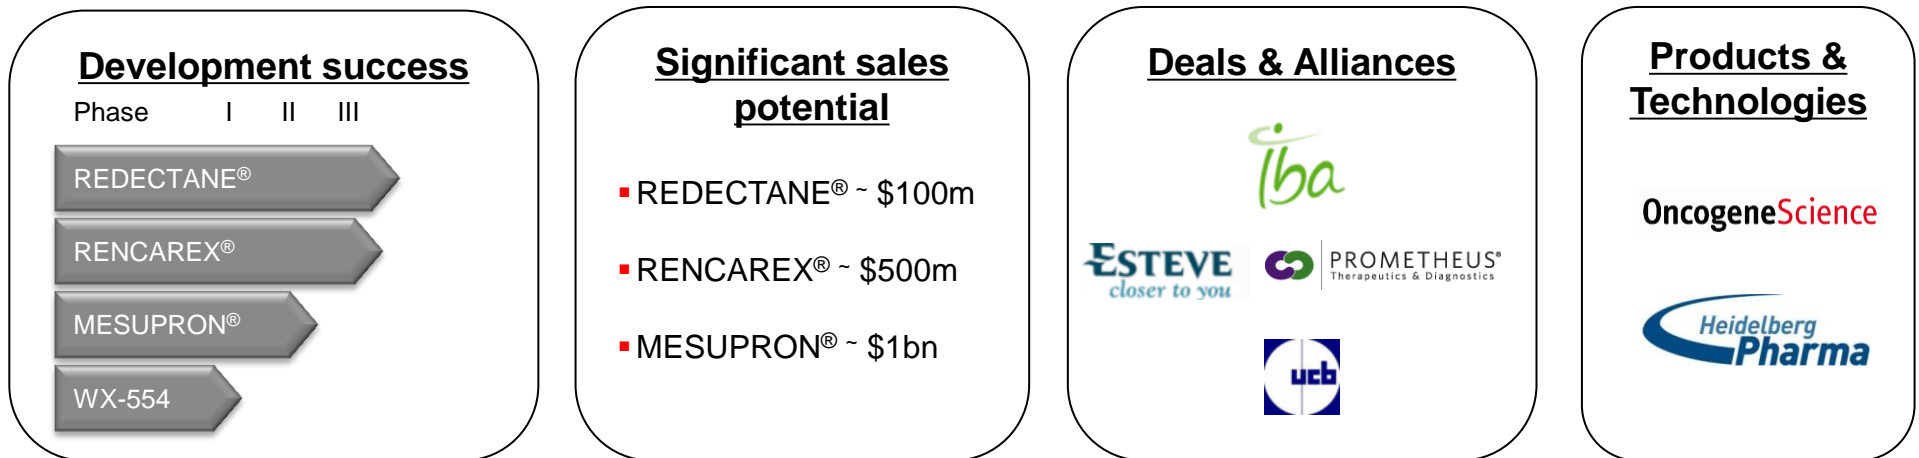 Development success
Phase I II III
REDECTANE®
RENCAREX®
MESUPRON®
WX-554
Significant sales
potential
▪ REDECTANE® ~ $100m
▪ RENCAREX® ~ $500m
▪ MESUPRON® ~ $1bn
Deals & Alliances
iba
ESTEVE
closer to you
PROMETHEUS®
Therapeutics & Diagnostics
ucb
Products &
Technologies
OncogeneScience
Heidelberg
Pharma